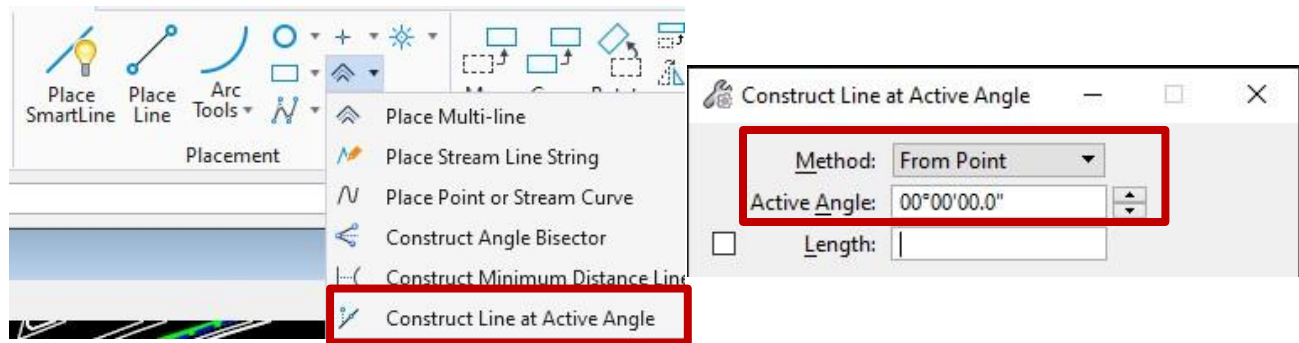 Place SmartLine
Place Line
Arc Tools
Placement
Place Multi-line
Place Stream Line String
Place Point or Stream Curve
Construct Angle Bisector
Construct Minimum Distance Line
Construct Line at Active Angle
Construct Line at Active Angle
Method: From Point
Active Angle: 00°00'00.0"
Length: